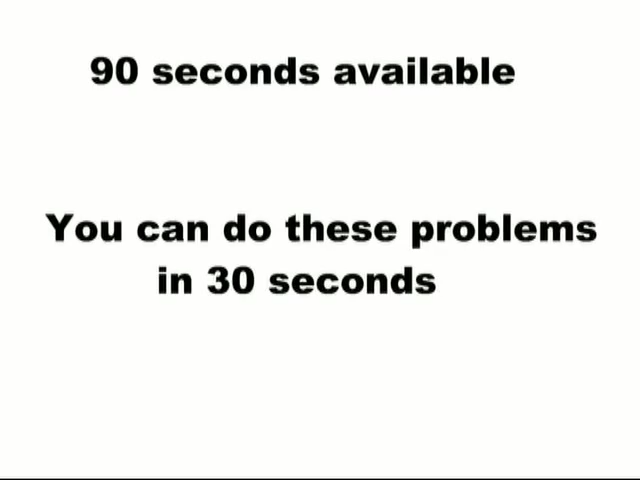 90 seconds available
You can do these problems
in 30 seconds